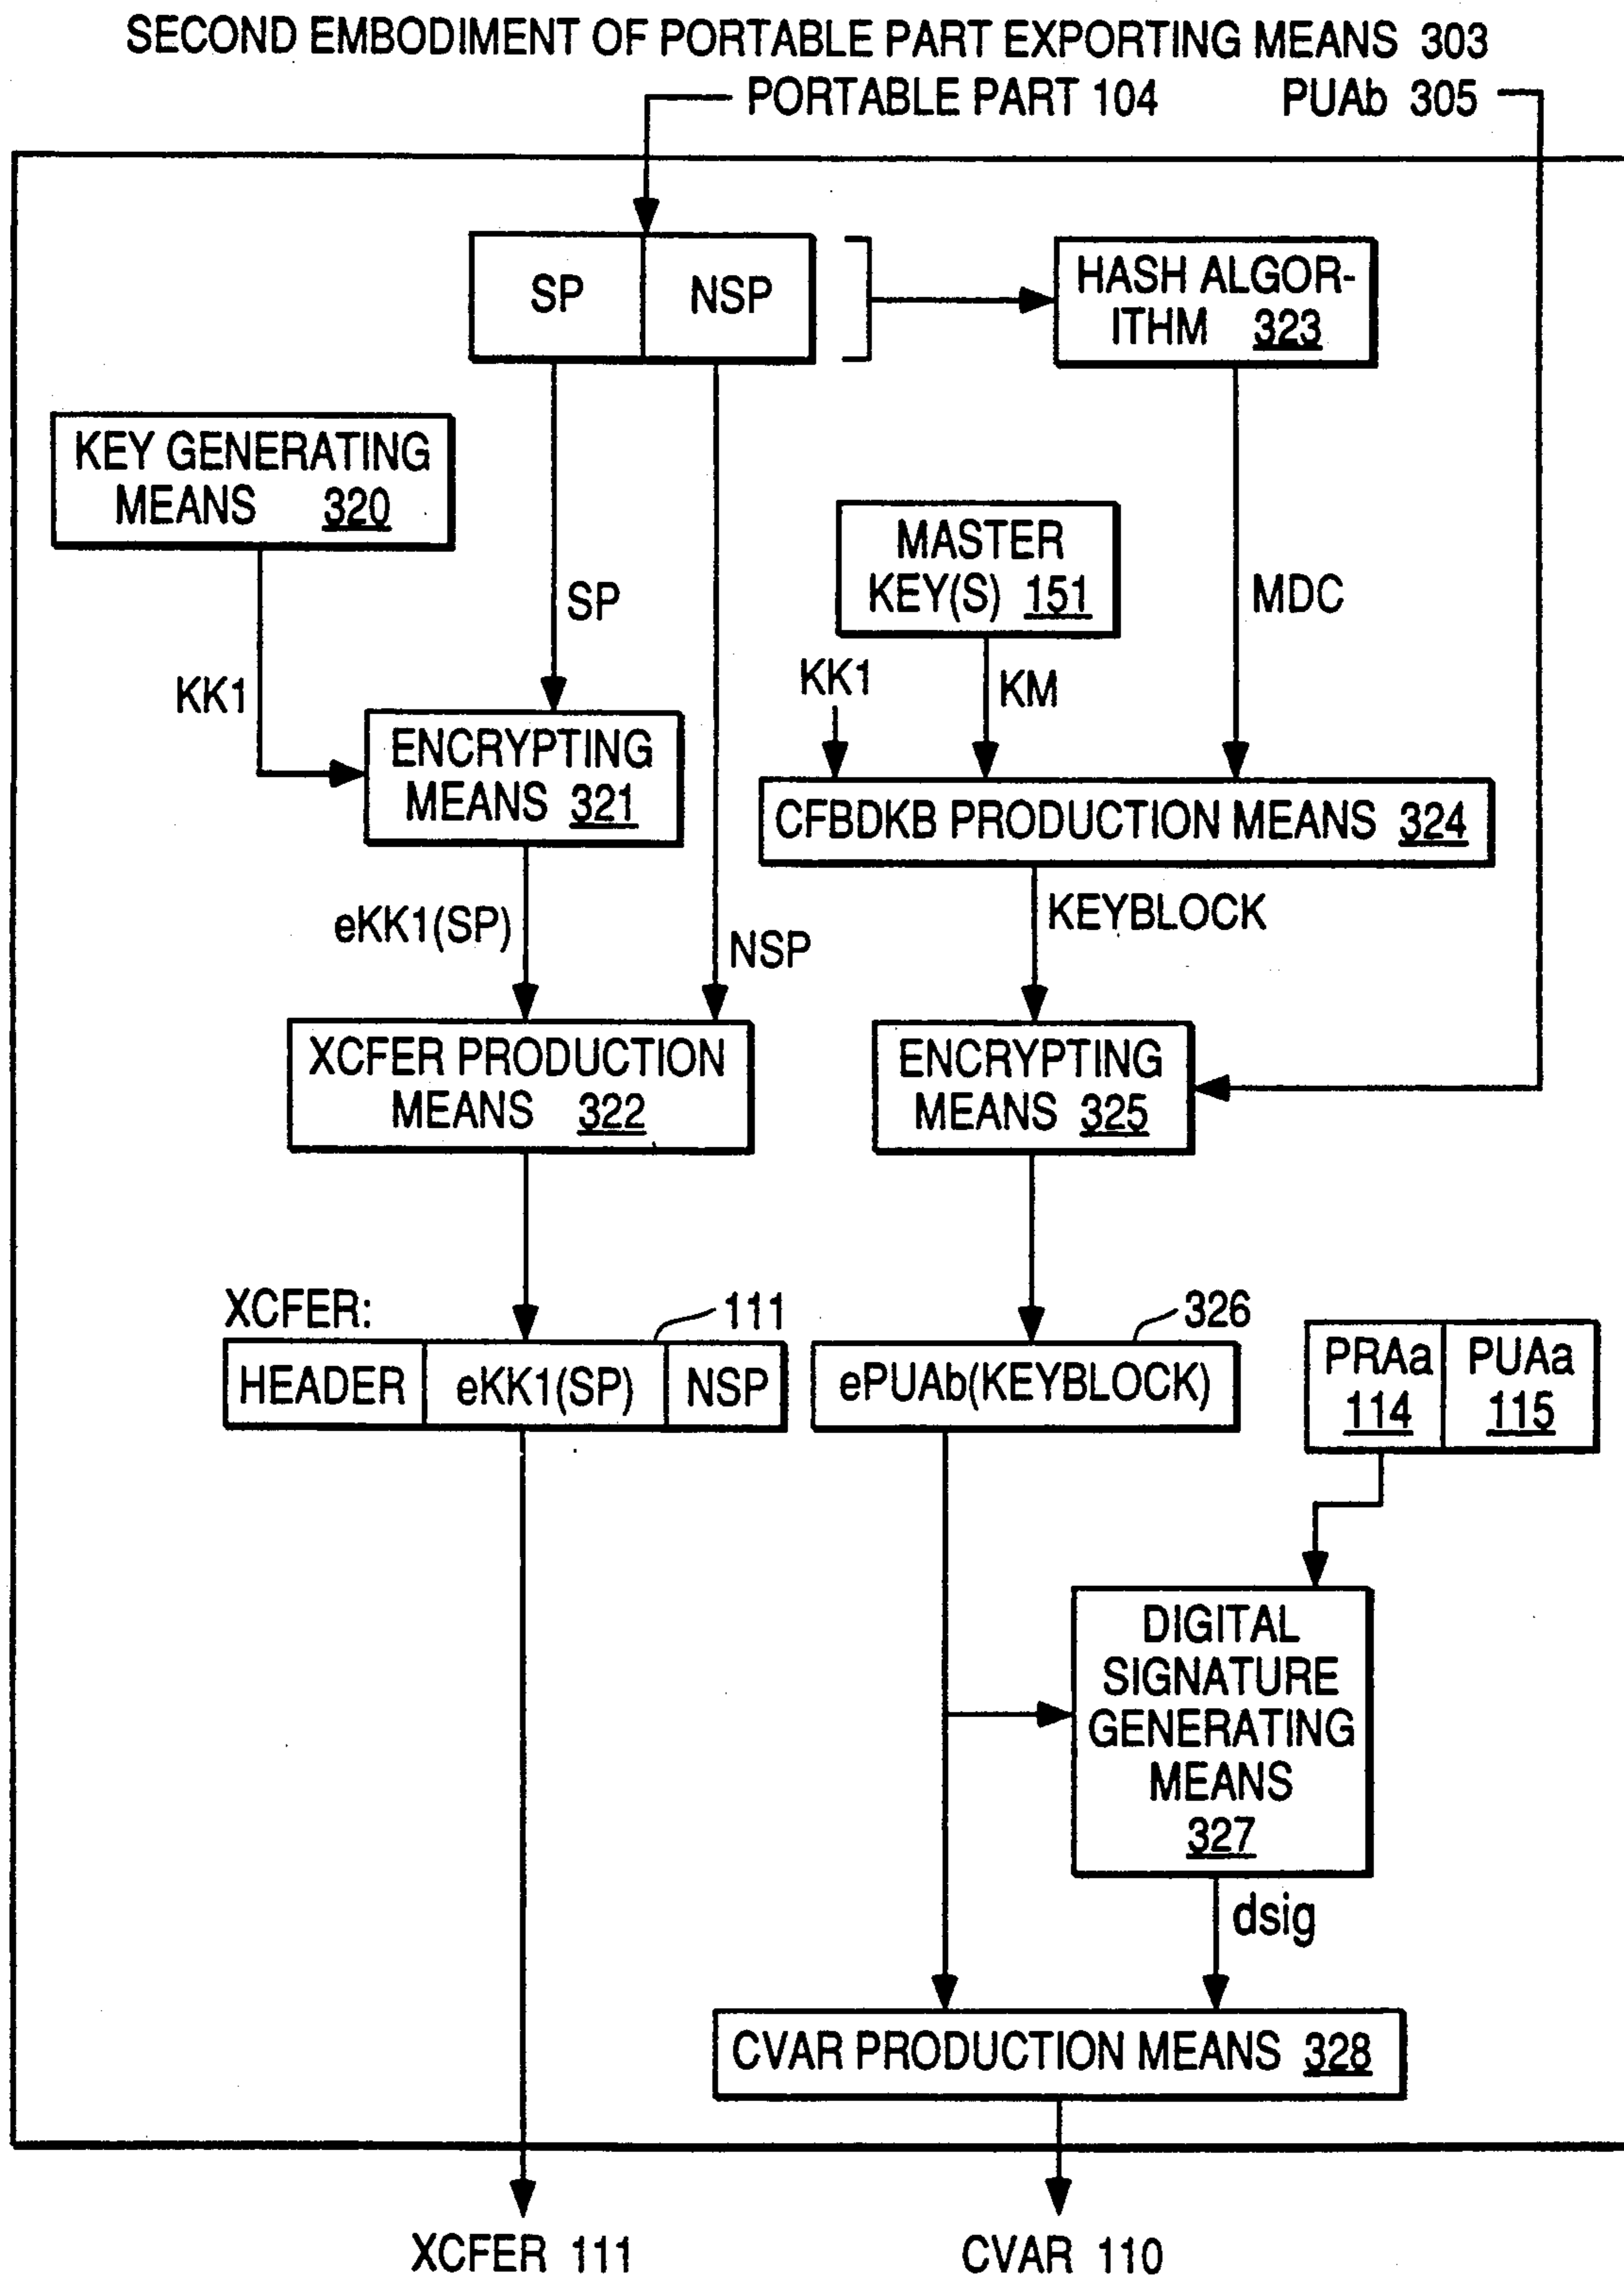 SECOND EMBODIMENT OF PORTABLE PART EXPORTING MEANS 303
PORTABLE PART 104
PUAb 305
SP
NSP
HASH ALGOR-
ITHM 323
KEY GENERATING
MEANS 320
MASTER
KEY(S) 151
SP
MDC
KK1
KK1
KM
ENCRYPTING
MEANS 321
CFBDKB PRODUCTION MEANS 324
eKK1(SP)
NSP
KEYBLOCK
XCFER PRODUCTION
MEANS 322
ENCRYPTING
MEANS 325
XCFER:
111
326
HEADER
eKK1(SP)
NSP
ePUAb(KEYBLOCK)
PRAa
114
PUAa
115
DIGITAL
SIGNATURE
GENERATING
MEANS
327
dsig
CVAR PRODUCTION MEANS 328
XCFER 111
CVAR 110